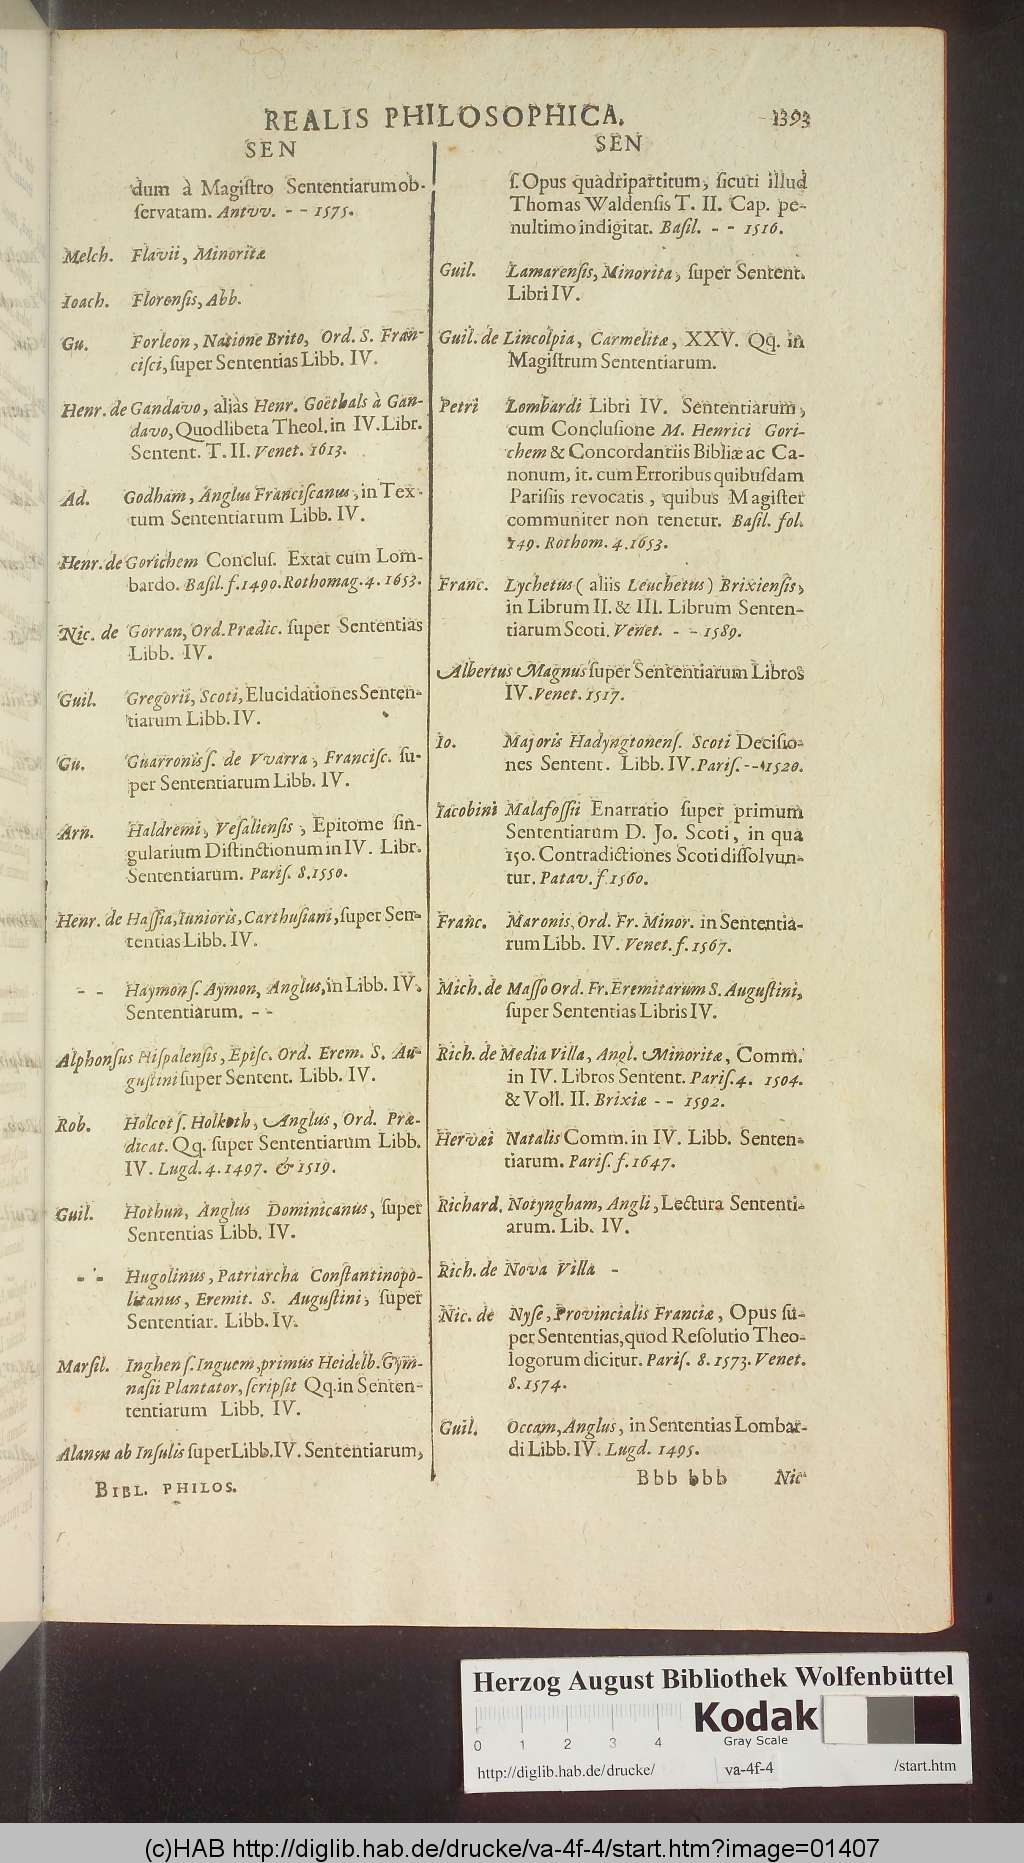 REALIS PHILOSOPHICA. 1393
SEN
dum à Magiſtro Sententiarum ob-
ſervatam. Antvv. - - 1575.
Melch. Flavii, Minoritæ
Ioach. Florenſis, Abb.
Gu. Forleon, Natione Brito, Ord. S. Fran-
ciſci, ſuper Sententias Libb. IV.
Henr. de Gandavo, aliàs Henr. Goëthals à Gan-
davo, Quodlibeta Theol. in IV. Libr.
Sentent. T. II. Venet. 1613.
Ad. Godham, Anglus Franciſcanus, in Tex-
tum Sententiarum Libb. IV.
Henr. de Gorichem Concluſ. Extat cum Lom-
bardo. Baſil. f. 1490. Rothomag. 4. 1653.
Nic. de Gorran, Ord. Prædic. ſuper Sententias
Libb. IV.
Guil. Gregorii, Scoti, Elucidationes Senten-
tiarum Libb. IV.
Gu. Guarronis ſ. de Vvarra, Franciſc. ſu-
per Sententiarum Libb. IV.
Arn. Haldremi, Veſalienſis, Epitome ſin-
gularium Diſtinctionum in IV. Libr.
Sententiarum. Pariſ. 8. 1550.
Henr. de Haſſia, Iunioris, Carthuſiani, ſuper Sen-
tentias Libb. IV.
- - Haymon ſ. Aymon, Anglus, in Libb. IV.
Sententiarum. - -
Alphonſus Hiſpalenſis, Epiſc. Ord. Erem. S. Au-
guſtini ſuper Sentent. Libb. IV.
Rob. Holcot ſ. Holkoth, Anglus, Ord. Præ-
dicat. Qq. ſuper Sententiarum Libb.
IV. Lugd. 4. 1497. & 1519.
Guil. Hothun, Anglus Dominicanus, ſuper
Sententias Libb. IV.
- - Hugolinus, Patriarcha Conſtantinopo-
litanus, Eremit. S. Auguſtini, ſuper
Sententiar. Libb. IV.
Marſil. Inghen ſ. Inguem, primus Heidelb. Gym-
naſii Plantator, ſcripſit Qq. in Senten-
tentiarum Libb. IV.
Alanus ab Inſulis ſuper Libb. IV. Sententiarum,
BIBL. PHILOS.
SEN
ſ. Opus quadripartitum, ſicuti illud
Thomas Waldenſis T. II. Cap. pe-
nultimo indigitat. Baſil. - - 1516.
Guil. Lamarenſis, Minorita, ſuper Sentent.
Libri IV.
Guil. de Lincolpia, Carmelitæ, XXV. Qq. in
Magiſtrum Sententiarum.
Petri Lombardi Libri IV. Sententiarum,
cum Concluſione M. Henrici Gori-
chem & Concordantiis Bibliæ ac Ca-
nonum, it. cum Erroribus quibuſdam
Pariſiis revocatis, quibus Magiſter
communiter non tenetur. Baſil. fol.
149. Rothom. 4. 1653.
Franc. Lychetus (aliis Leuchetus) Brixienſis,
in Librum II. & III. Librum Senten-
tiarum Scoti. Venet. - - 1589.
Albertus Magnus ſuper Sententiarum Libros
IV. Venet. 1517.
Io. Majoris Hadyngtonenſ. Scoti Deciſio-
nes Sentent. Libb. IV. Pariſ. - - 1520.
Iacobini Malafoſſii Enarratio ſuper primum
Sententiarum D. Jo. Scoti, in qua
150. Contradictiones Scoti diſſolvun-
tur. Patav. f. 1560.
Franc. Maronis, Ord. Fr. Minor. in Sententia-
rum Libb. IV. Venet. f. 1567.
Mich. de Maſſo Ord. Fr. Eremitarum S. Auguſtini,
ſuper Sententias Libris IV.
Rich. de Media Villa, Angl. Minoritæ, Comm.
in IV. Libros Sentent. Pariſ. 4. 1504.
& Voll. II. Brixiæ - - 1592.
Hervæi Natalis Comm. in IV. Libb. Senten-
tiarum. Pariſ. f. 1647.
Richard. Notyngham, Angli, Lectura Sententi-
arum. Lib. IV.
Rich. de Nova Villa -
Nic. de Nyſe, Provincialis Franciæ, Opus ſu-
per Sententias, quod Reſolutio Theo-
logorum dicitur. Pariſ. 8. 1573. Venet.
8. 1574.
Guil. Occam, Anglus, in Sententias Lombar-
di Libb. IV. Lugd. 1495.
Bbb bbb Nic
Herzog August Bibliothek Wolfenbüttel
Kodak
Gray Scale
0 1 2 3 4
http://diglib.hab.de/drucke/ va-4f-4 /start.htm
(c)HAB http://diglib.hab.de/drucke/va-4f-4/start.htm?image=01407